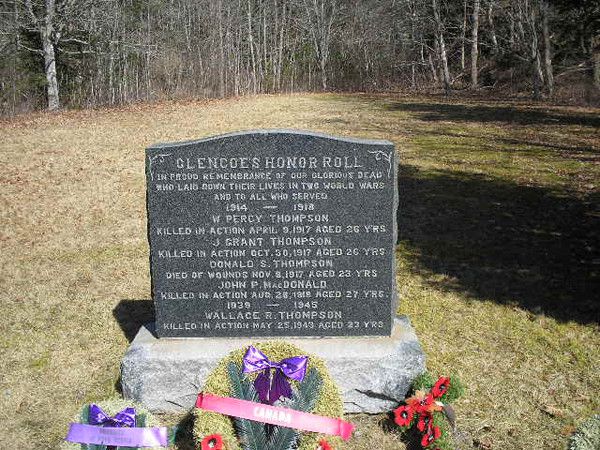 GLENCOE'S HONOR ROLL
IN PROUD REMEMBRANCE OF OUR GLORIOUS DEAD
WHO LAID DOWN THEIR LIVES IN TWO WORLD WARS
AND TO ALL WHO SERVED
1914 — 1918
W. PERCY THOMPSON
KILLED IN ACTION APRIL 9, 1917 AGED 26 YRS
J. GRANT THOMPSON
KILLED IN ACTION OCT. 30, 1917 AGED 26 YRS
DONALD S. THOMPSON
DIED OF WOUNDS NOV. 8, 1917 AGED 23 YRS
JOHN P. MacDONALD
KILLED IN ACTION AUG. 28, 1918 AGED 27 YRS.
1939 — 1945
WALLACE R. THOMPSON
KILLED IN ACTION MAY 25, 1943 AGED 23 YRS
CANADA